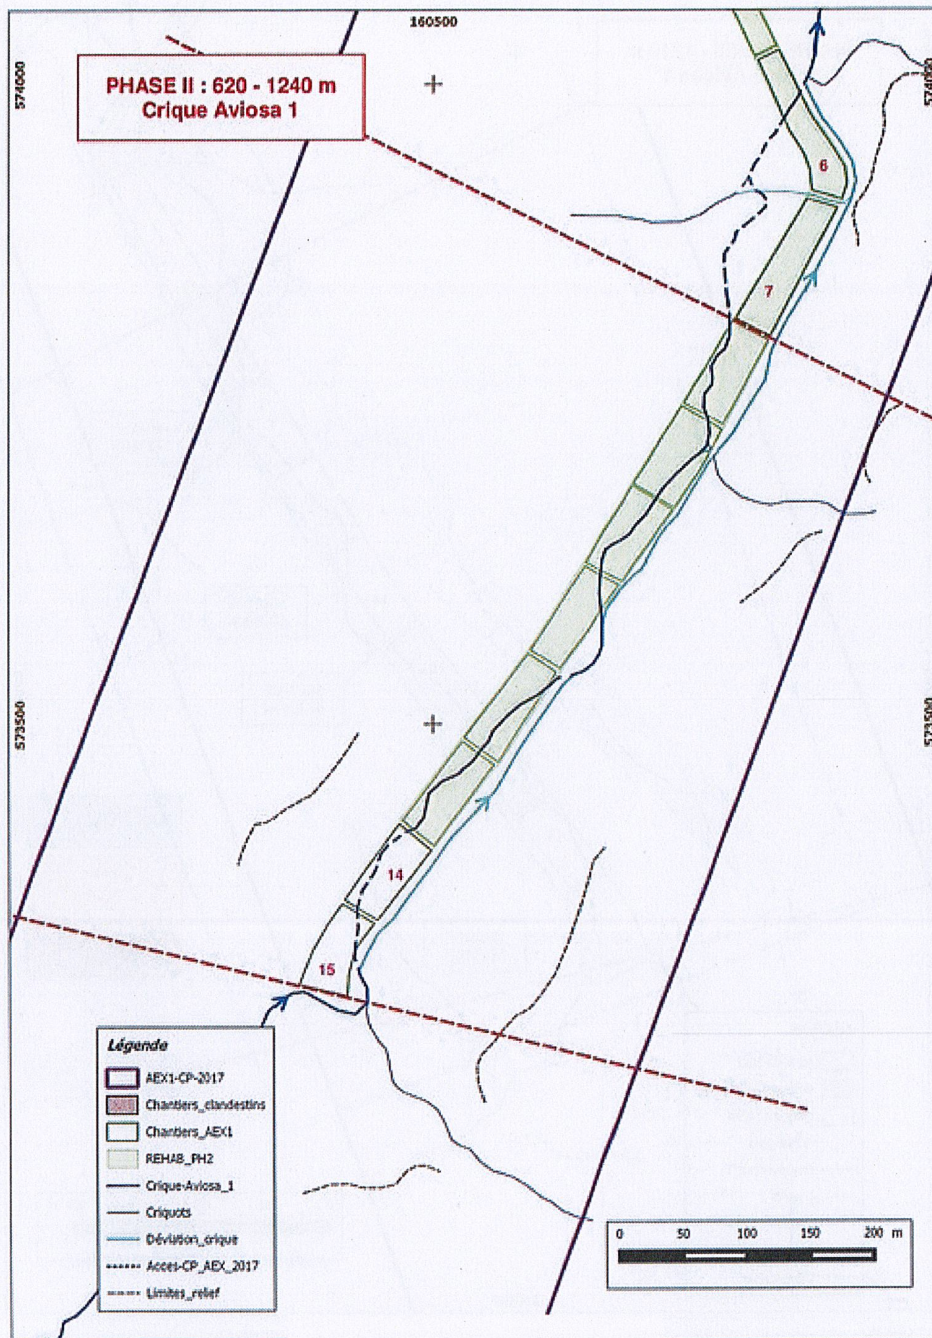 160500
574000
574000
PHASE II : 620 - 1240 m
Crique Aviosa 1
6
7
573500
573500
14
15
Légende
AEX1-CP-2017
Chantiers_clandestins
Chantiers_AEX1
REHAB_PH2
Crique-Aviosa_1
Criquots
Déviation_crique
Acces-CP_AEX_2017
Limites_relief
0 50 100 150 200 m